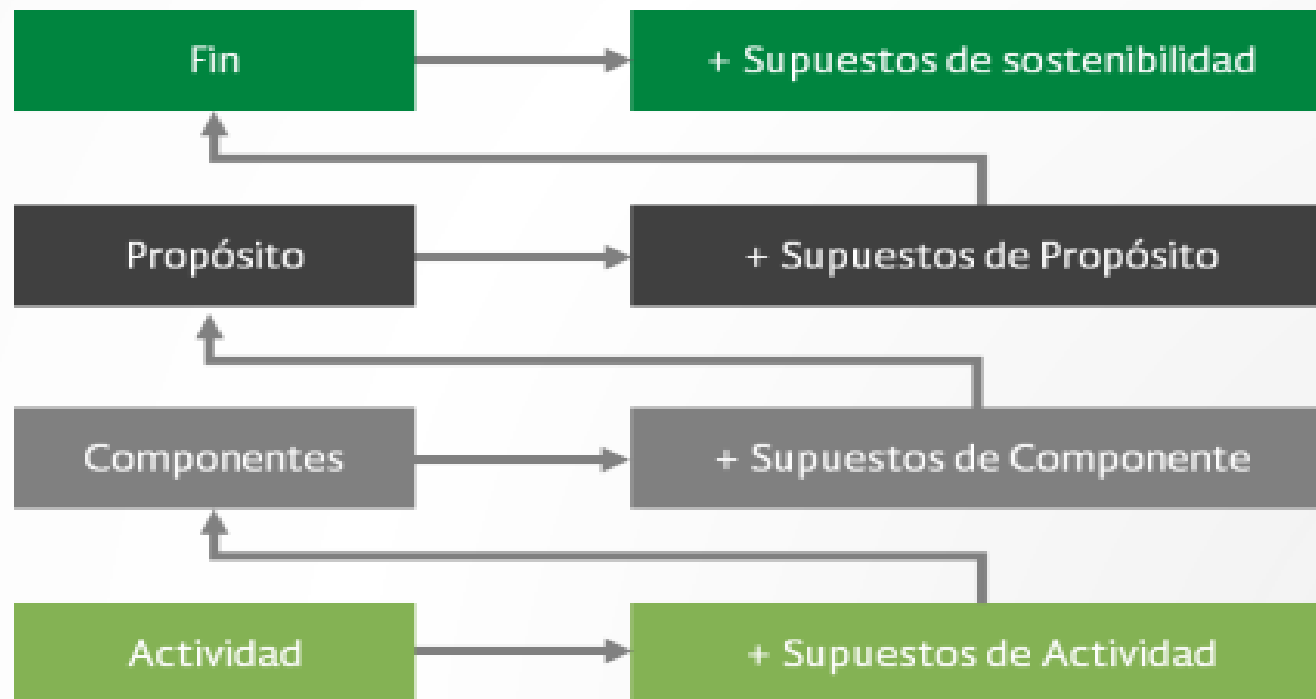 Fin
+ Supuestos de sostenibilidad
Propósito
+ Supuestos de Propósito
Componentes
+ Supuestos de Componente
Actividad
+ Supuestos de Actividad